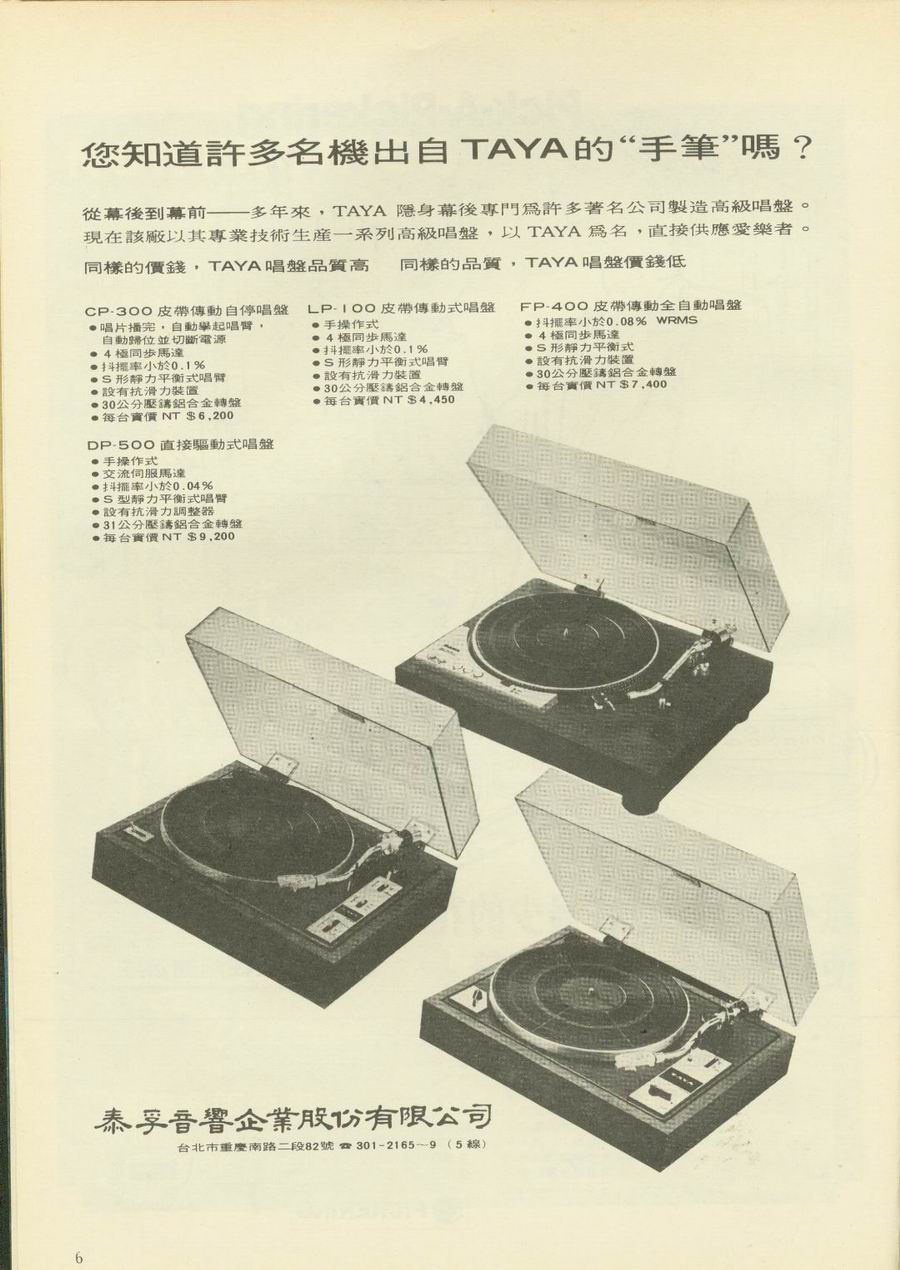 您知道許多名機出自 TAYA的“手筆”嗎？
從幕後到幕前——多年來，TAYA 隱身幕後專門爲許多著名公司製造高級唱盤。
現在該廠以其專業技術生産一系列高級唱盤，以 TAYA 爲名，直接供應愛樂者。
同樣的價錢，TAYA唱盤品質高　同樣的品質，TAYA唱盤價錢低
CP-300 皮帶傳動自停唱盤
●唱片播完，自動擧起唱臂，
自動歸位並切斷電源
●4 極同步馬達
●抖擺率小於0.1%
●S 形靜力平衡式唱臂
●設有抗滑力裝置
●30公分壓鑄鋁合金轉盤
●每台實價 NT $6,200
LP-100 皮帶傳動式唱盤
●手操作式
●4 極同步馬達
●抖擺率小於0.1%
●S 形靜力平衡式唱臂
●設有抗滑力裝置
●30公分壓鑄鋁合金轉盤
●每台實價 NT $4,450
FP-400 皮帶傳動全自動唱盤
●抖擺率小於0.08% WRMS
●4 極同步馬達
●S 形靜力平衡式
●設有抗滑力裝置
●30公分壓鑄鋁合金轉盤
●每台實價 NT $7,400
DP-500 直接驅動式唱盤
●手操作式
●交流伺服馬達
●抖擺率小於0.04%
●S 型靜力平衡式唱臂
●設有抗滑力調整器
●31公分壓鑄鋁合金轉盤
●每台實價 NT $9,200
TAYA
泰孚音響企業股份有限公司
台北市重慶南路二段82號 ☎ 301-2165～9 （5 線）
6